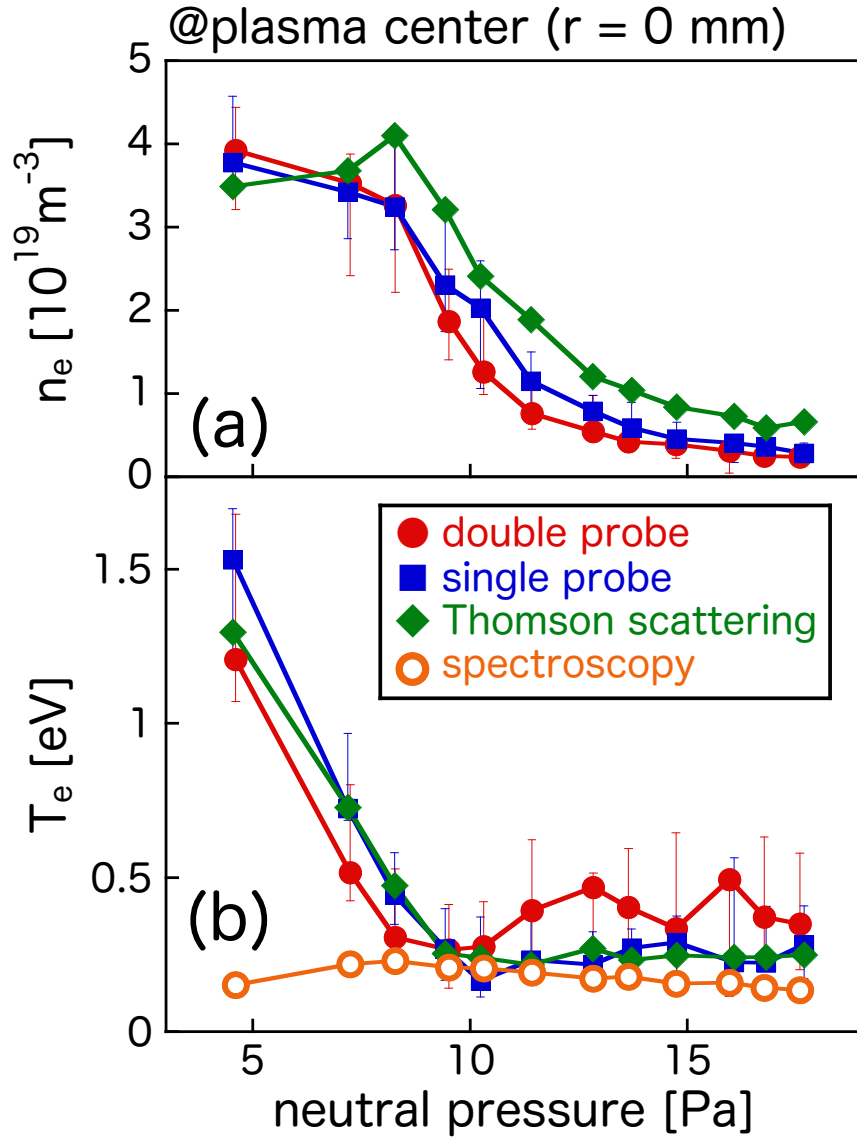 @plasma center (r = 0 mm)
n_e [10^19 m^-3]
5
4
3
2
1
0
(a)
T_e [eV]
1.5
1
0.5
0
double probe
single probe
Thomson scattering
spectroscopy
(b)
5 10 15
neutral pressure [Pa]